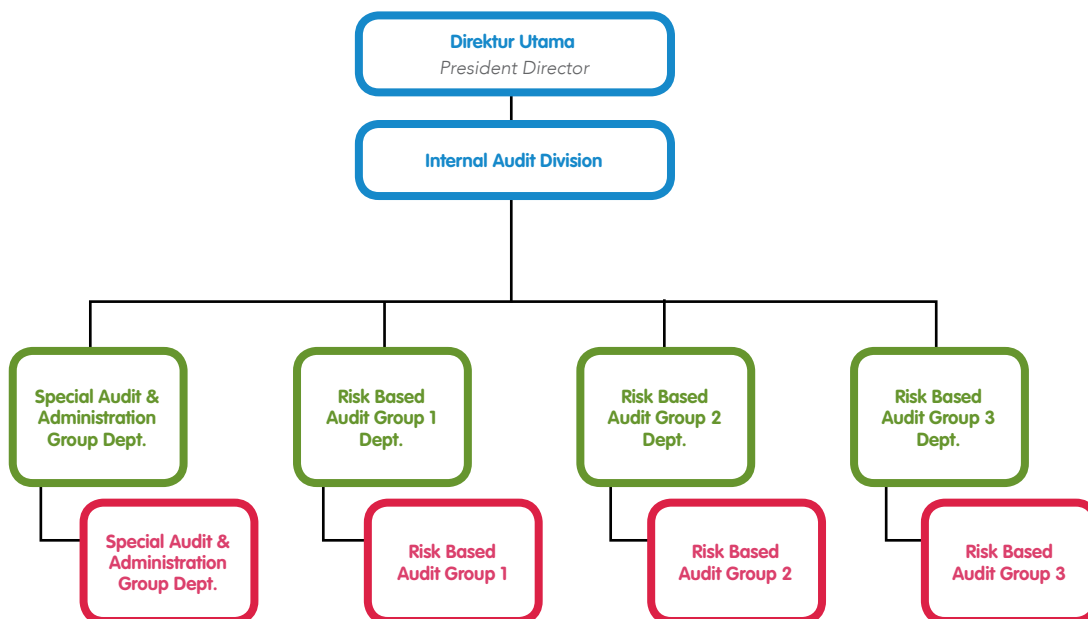 Direktur Utama
President Director
Internal Audit Division
Special Audit &
Administration
Group Dept.
Risk Based
Audit Group 1
Dept.
Risk Based
Audit Group 2
Dept.
Risk Based
Audit Group 3
Dept.
Special Audit &
Administration
Group Dept.
Risk Based
Audit Group 1
Risk Based
Audit Group 2
Risk Based
Audit Group 3